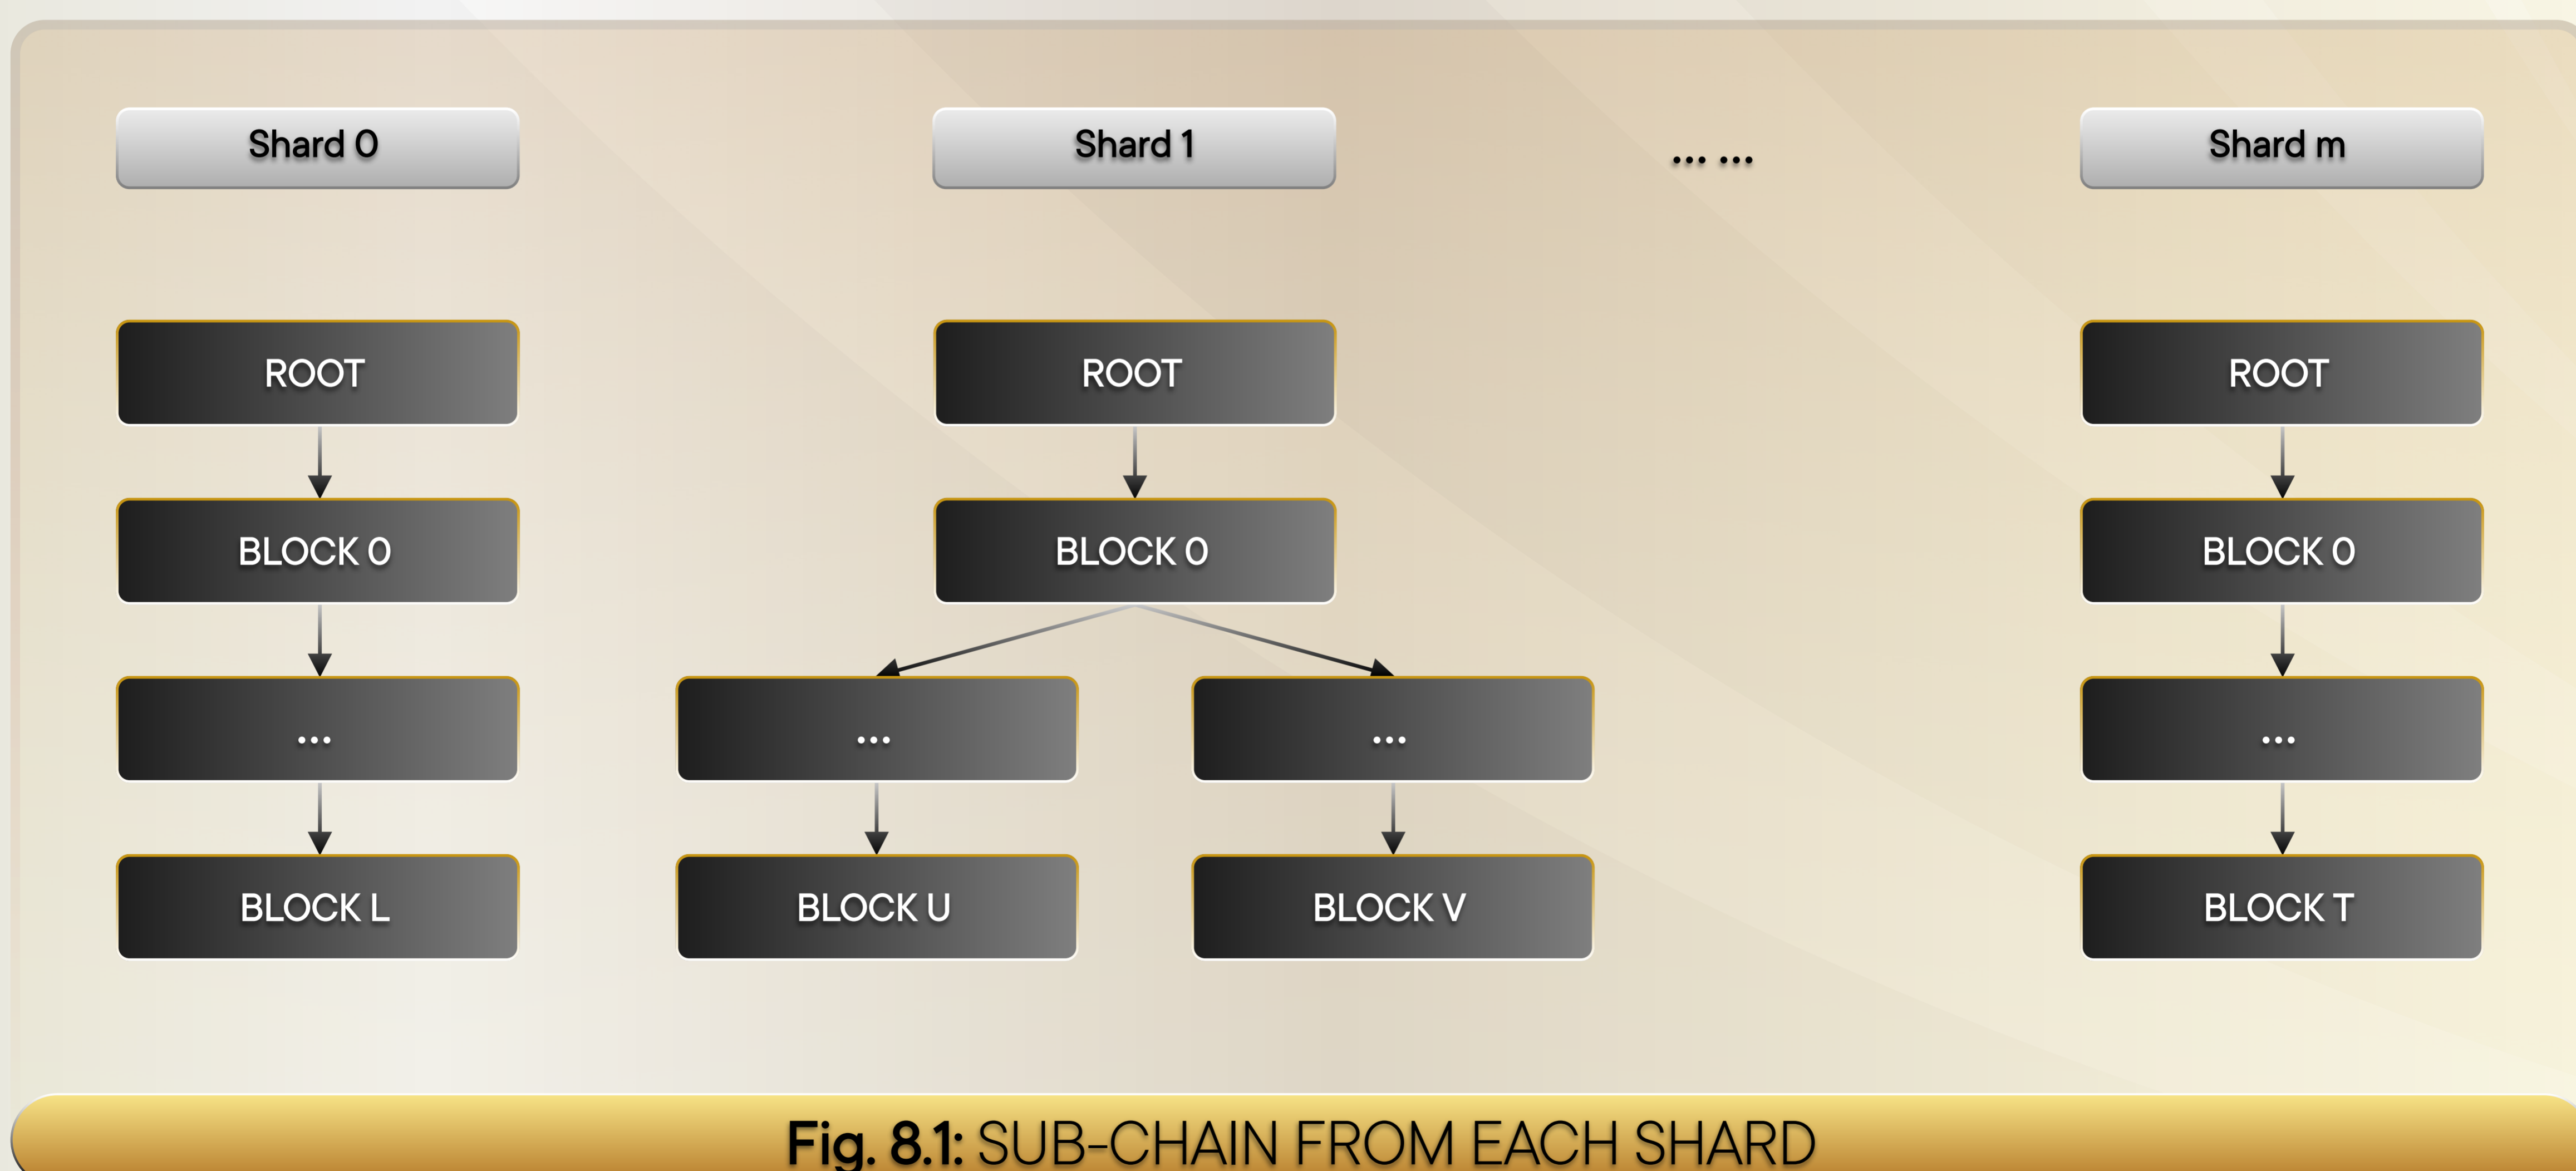 Shard 0
Shard 1
... ...
Shard m
ROOT
ROOT
ROOT
BLOCK 0
BLOCK 0
BLOCK 0
...
...
...
...
BLOCK L
BLOCK U
BLOCK V
BLOCK T
Fig. 8.1: SUB-CHAIN FROM EACH SHARD